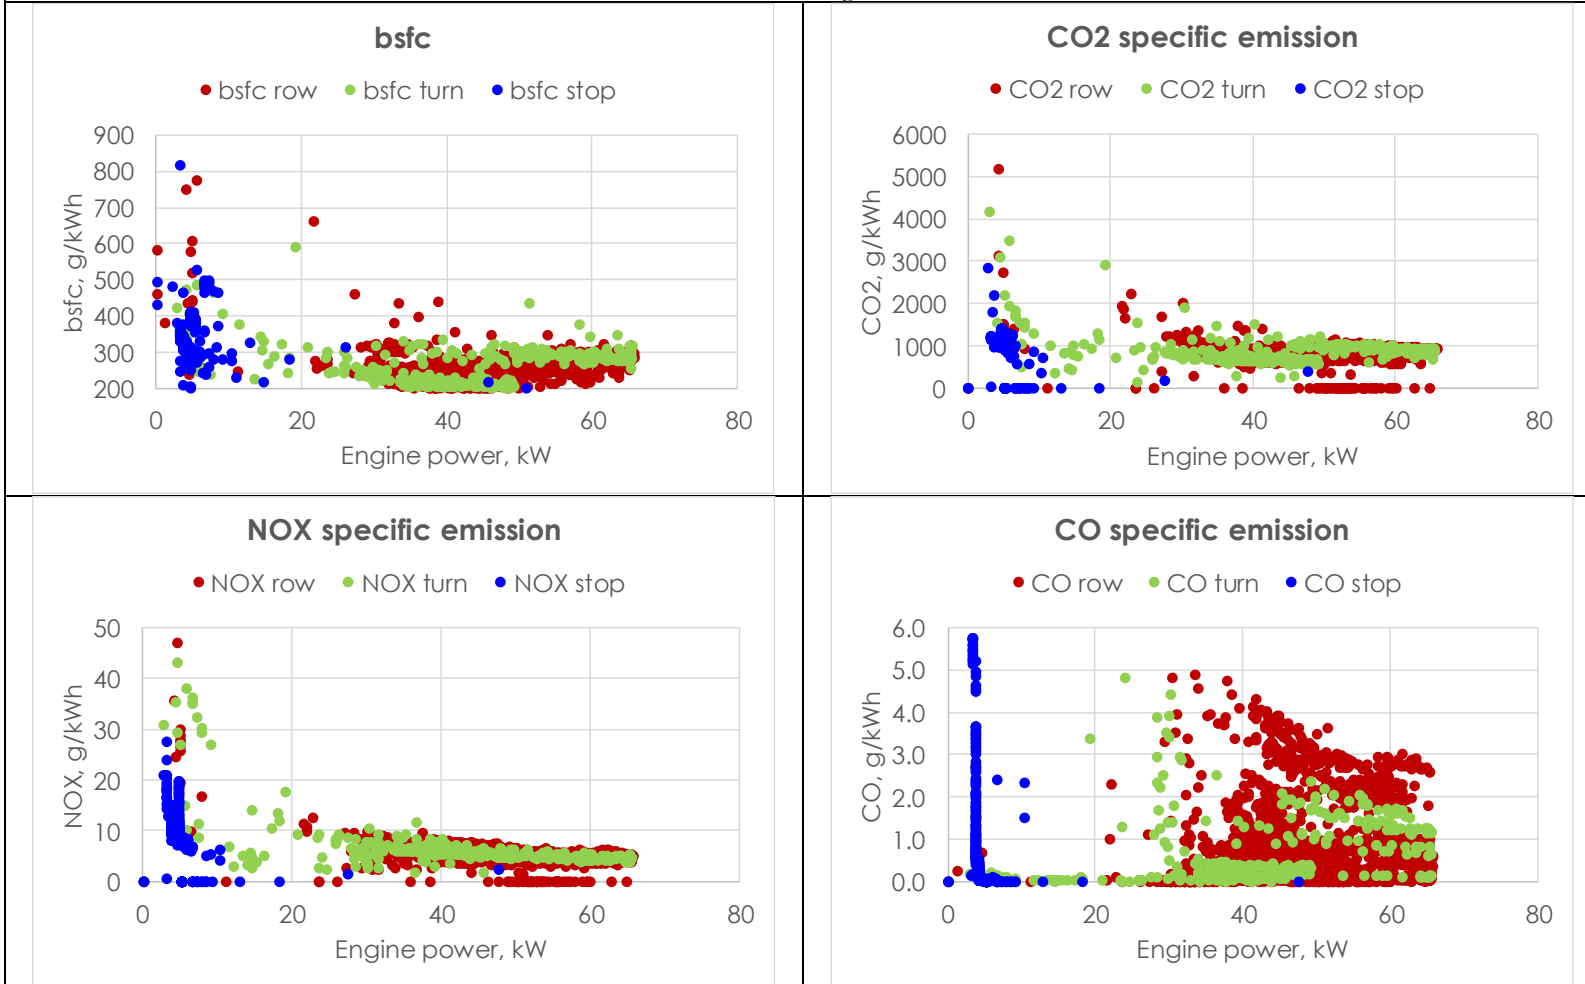 bsfc
bsfc row bsfc turn bsfc stop
900
800
700
600
500
400
300
200
bsfc, g/kWh
0 20 40 60 80
Engine power, kW
CO2 specific emission
CO2 row CO2 turn CO2 stop
6000
5000
4000
3000
2000
1000
0
CO2, g/kWh
0 20 40 60 80
Engine power, kW
NOX specific emission
NOX row NOX turn NOX stop
50
40
30
20
10
0
NOX, g/kWh
0 20 40 60 80
Engine power, kW
CO specific emission
CO row CO turn CO stop
6.0
5.0
4.0
3.0
2.0
1.0
0.0
CO, g/kWh
0 20 40 60 80
Engine power, kW